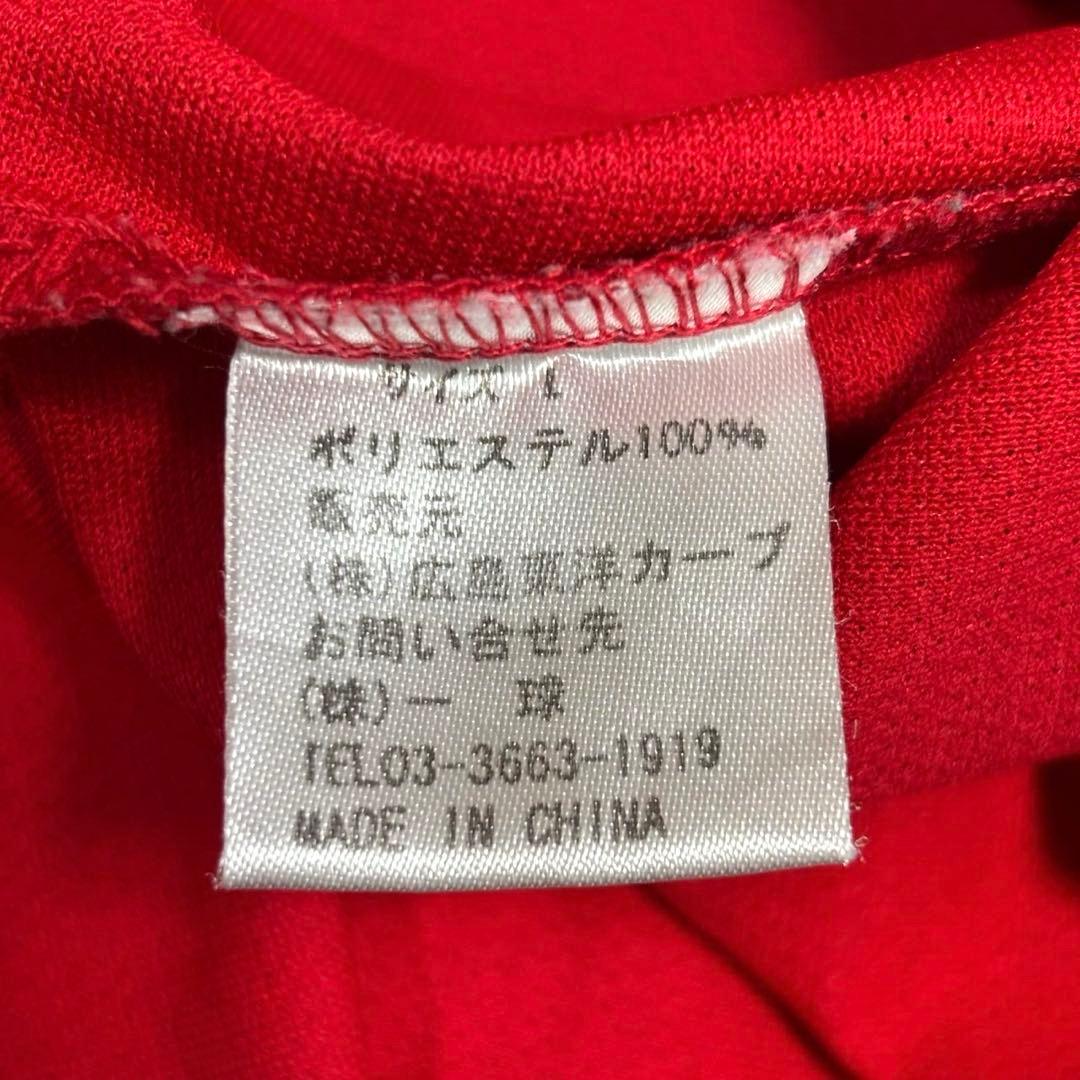 サイズ L
ポリエステル100%
販売元
(株)広島東洋カープ
お問い合せ先
(株)一 球
TEL03-3663-1919
MADE IN CHINA